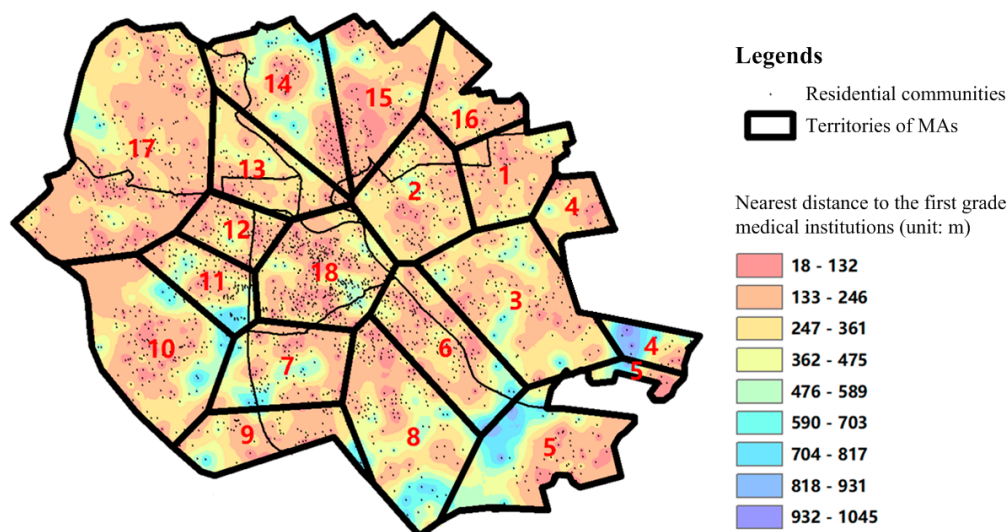 14
15
16
17
13
2
1
4
12
18
11
3
10
6
4
5
7
9
8
5
Legends
Residential communities
Territories of MAs
Nearest distance to the first grade
medical institutions (unit: m)
18 - 132
133 - 246
247 - 361
362 - 475
476 - 589
590 - 703
704 - 817
818 - 931
932 - 1045